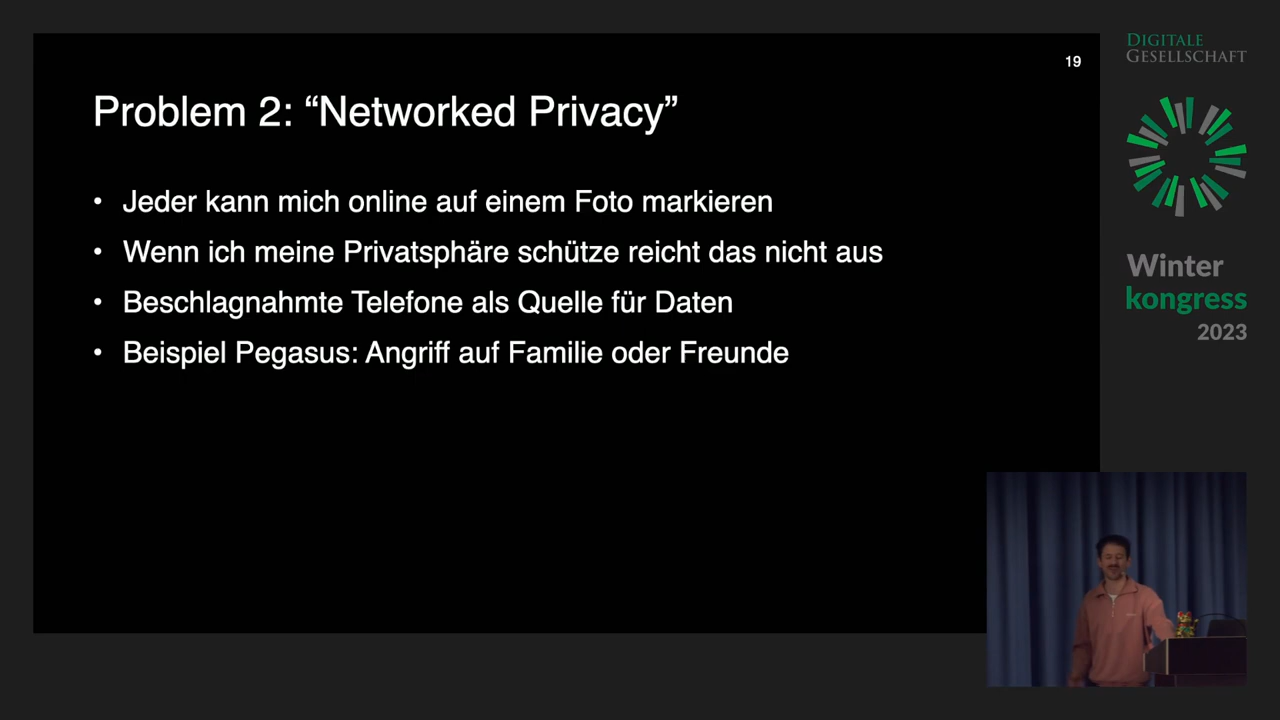 19
Problem 2: “Networked Privacy”
• Jeder kann mich online auf einem Foto markieren
• Wenn ich meine Privatsphäre schütze reicht das nicht aus
• Beschlagnahmte Telefone als Quelle für Daten
• Beispiel Pegasus: Angriff auf Familie oder Freunde
DIGITALE
GESELLSCHAFT
Winter
kongress
2023